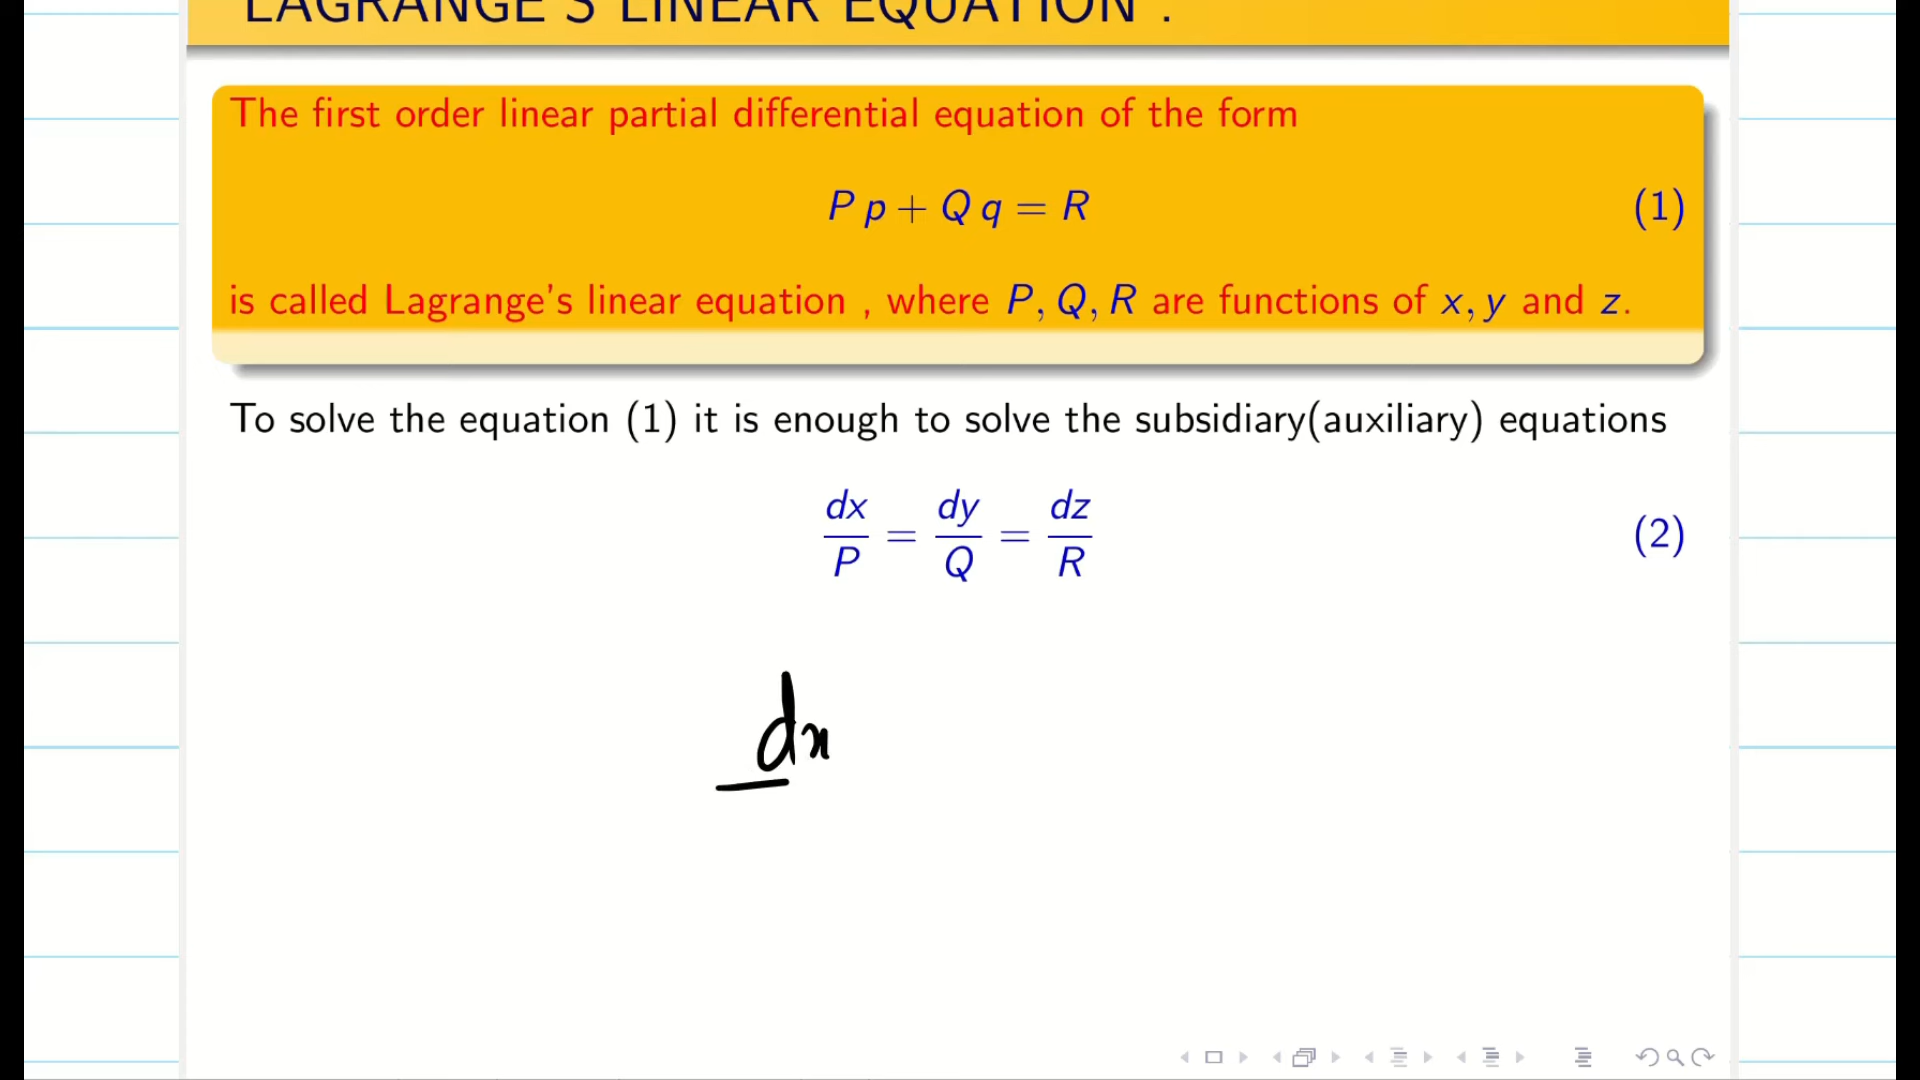 LAGRANGE'S LINEAR EQUATION :
The first order linear partial differential equation of the form
P p + Q q = R (1)
is called Lagrange's linear equation , where P, Q, R are functions of x, y and z.
To solve the equation (1) it is enough to solve the subsidiary(auxiliary) equations
dx/P = dy/Q = dz/R (2)
dx